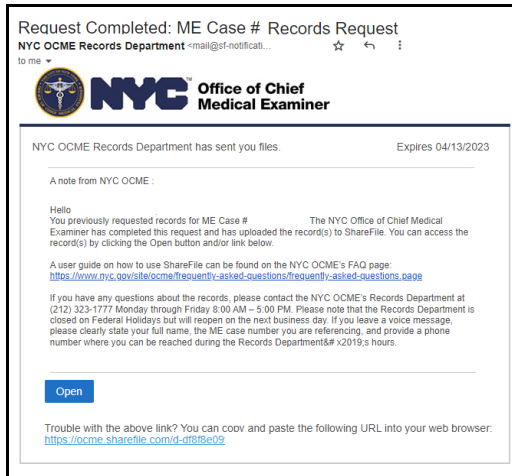 Request Completed: ME Case # Records Request
NYC OCME Records Department <mail@sf-notificati...
to me
NYC Office of Chief
Medical Examiner
NYC OCME Records Department has sent you files. Expires 04/13/2023
A note from NYC OCME :
Hello
You previously requested records for ME Case # The NYC Office of Chief Medical
Examiner has completed this request and has uploaded the record(s) to ShareFile. You can access the
record(s) by clicking the Open button and/or link below.
A user guide on how to use ShareFile can be found on the NYC OCME's FAQ page:
https://www.nyc.gov/site/ocme/frequently-asked-questions/frequently-asked-questions.page
If you have any questions about the records, please contact the NYC OCME's Records Department at
(212) 323-1777 Monday through Friday 8:00 AM – 5:00 PM. Please note that the Records Department is
closed on Federal Holidays but will reopen on the next business day. If you leave a voice message,
please clearly state your full name, the ME case number you are referencing, and provide a phone
number where you can be reached during the Records Department&# x2019;s hours.
Open
Trouble with the above link? You can copy and paste the following URL into your web browser:
https://ocme.sharefile.com/d-df8f8e09